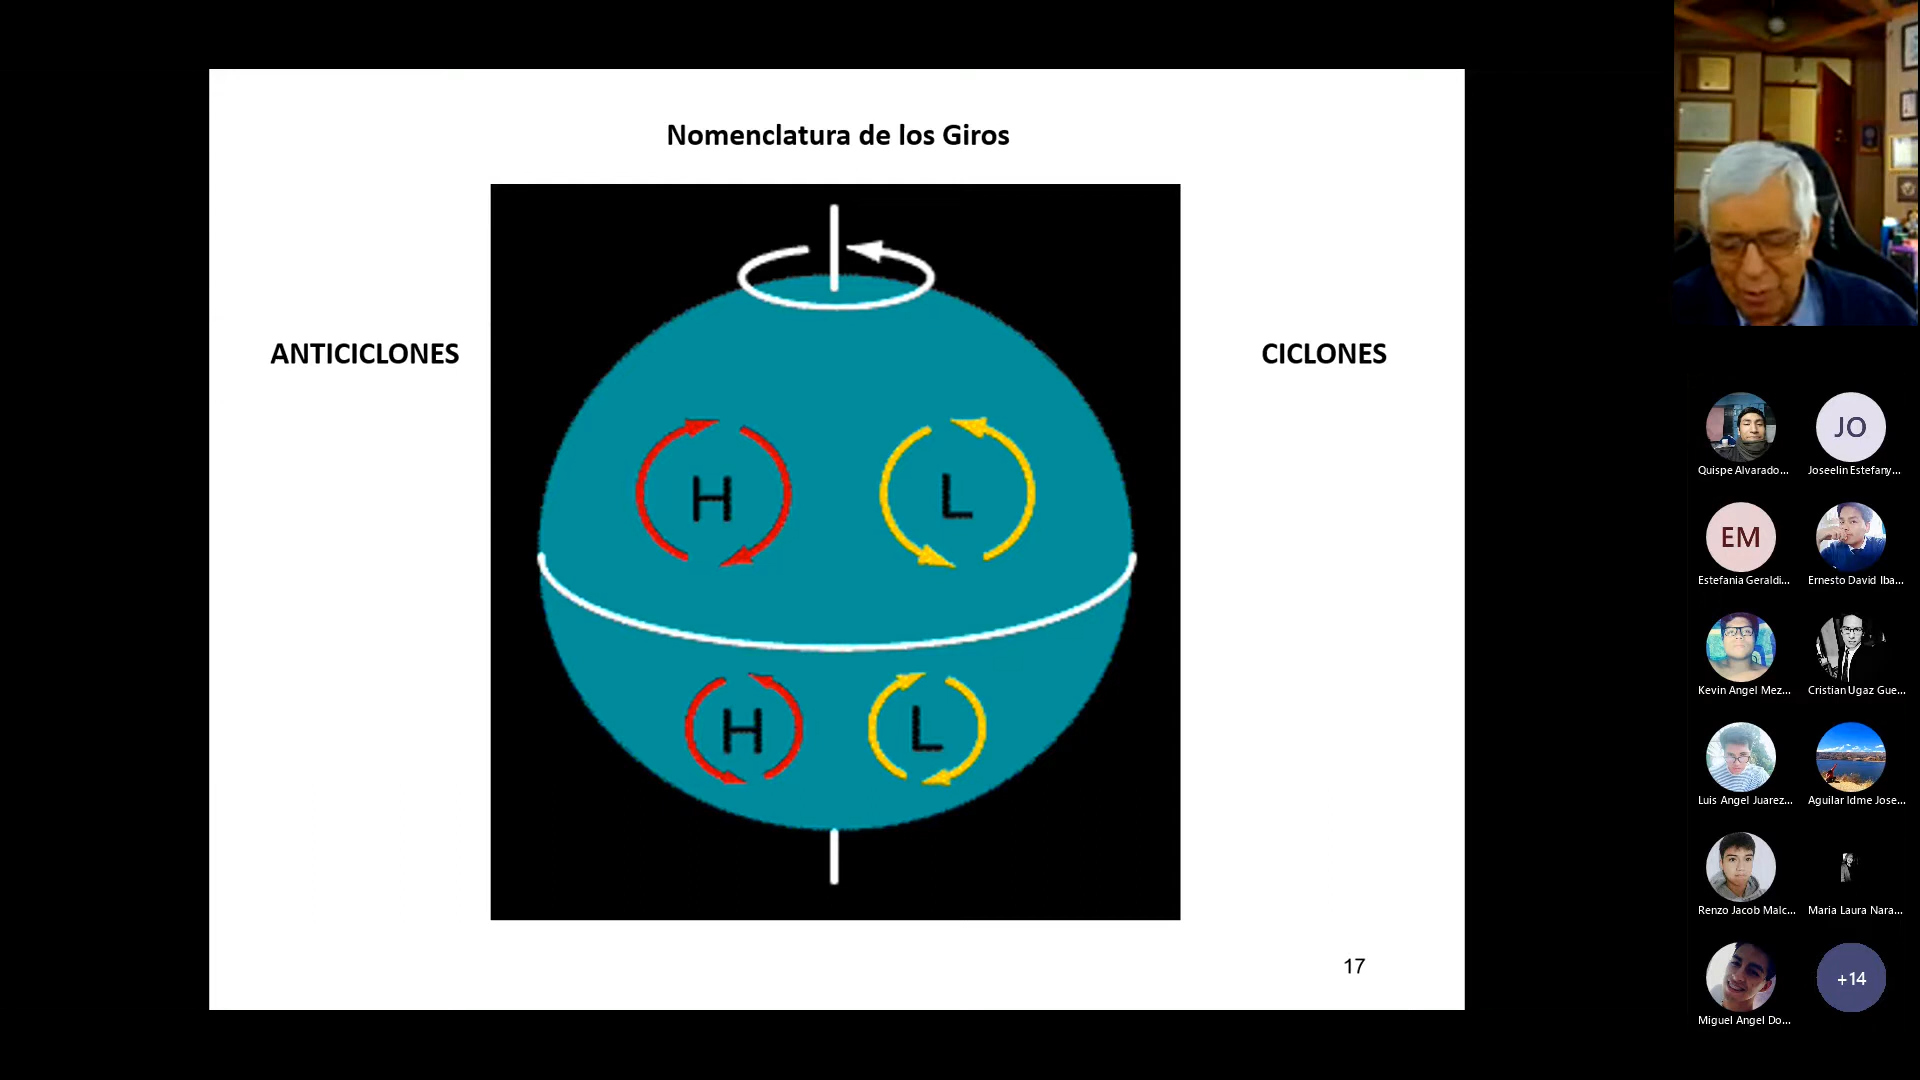 Nomenclatura de los Giros
ANTICICLONES
CICLONES
H
L
H
L
17
JO
Quispe Alvarado...
Joseelin Estefany...
EM
Estefania Geraldi...
Ernesto David Iba...
Kevin Angel Mez...
Cristian Ugaz Gue...
Luis Angel Juarez...
Aguilar Idme Jose...
Renzo Jacob Malc...
Maria Laura Nara...
+14
Miguel Angel Do...